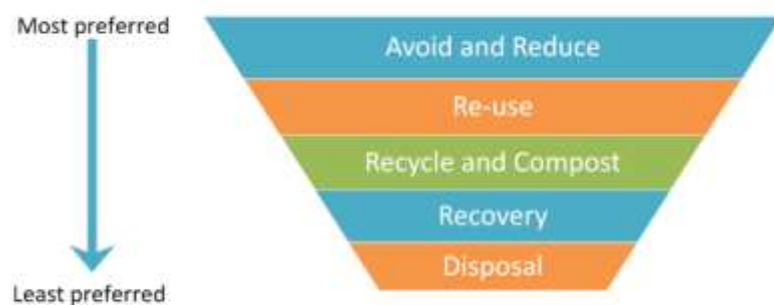 Most preferred
Avoid and Reduce
Re-use
Recycle and Compost
Recovery
Disposal
Least preferred